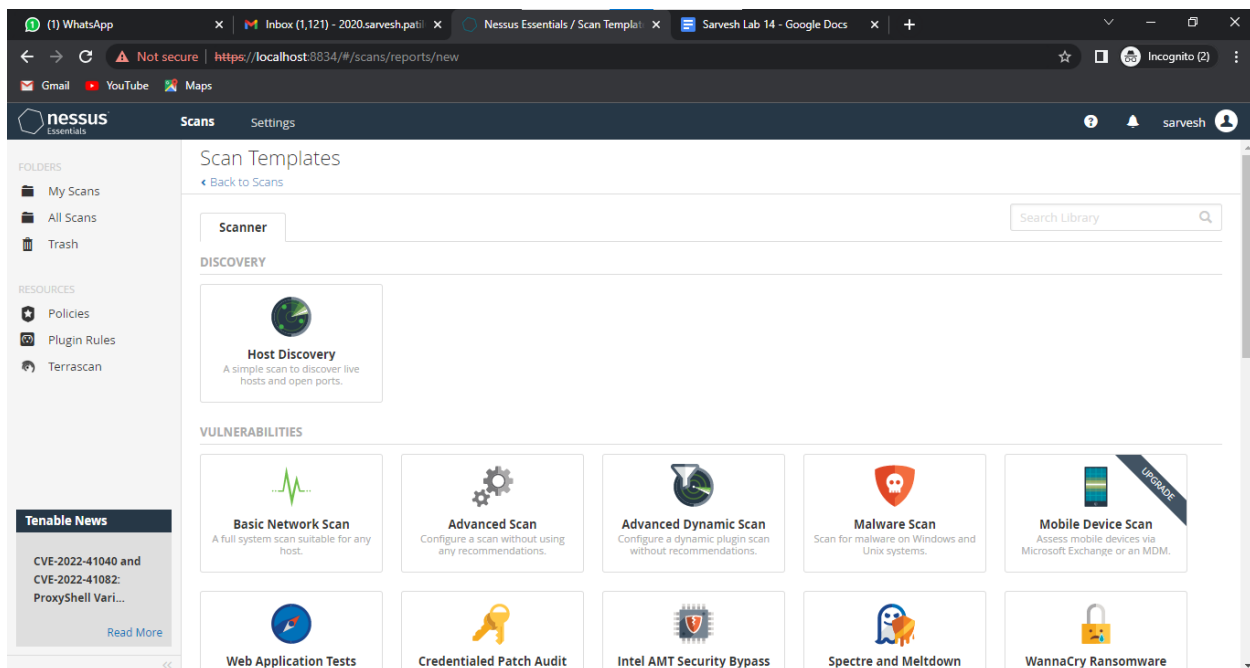 (1) WhatsApp
Inbox (1,121) - 2020.sarvesh.patil
Nessus Essentials / Scan Templat
Sarvesh Lab 14 - Google Docs
Not secure
https://localhost:8834/#/scans/reports/new
Incognito (2)
Gmail
YouTube
Maps
nessus
Essentials
Scans
Settings
sarvesh
FOLDERS
My Scans
All Scans
Trash
RESOURCES
Policies
Plugin Rules
Terrascan
Tenable News
CVE-2022-41040 and
CVE-2022-41082:
ProxyShell Vari...
Read More
Scan Templates
Back to Scans
Scanner
Search Library
DISCOVERY
Host Discovery
A simple scan to discover live
hosts and open ports.
VULNERABILITIES
Basic Network Scan
A full system scan suitable for any
host.
Advanced Scan
Configure a scan without using
any recommendations.
Advanced Dynamic Scan
Configure a dynamic plugin scan
without recommendations.
Malware Scan
Scan for malware on Windows and
Unix systems.
UPGRADE
Mobile Device Scan
Assess mobile devices via
Microsoft Exchange or an MDM.
Web Application Tests
Credentialed Patch Audit
Intel AMT Security Bypass
Spectre and Meltdown
WannaCry Ransomware